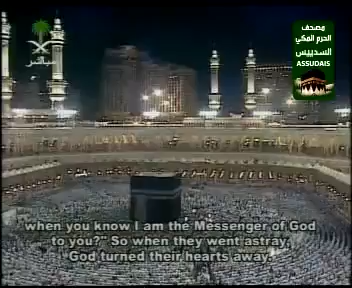 مباشر
مصحف
الحرم المكي
السديس
ASSUDAIS
when you know I am the Messenger of God
to you?" So when they went astray,
God turned their hearts away.